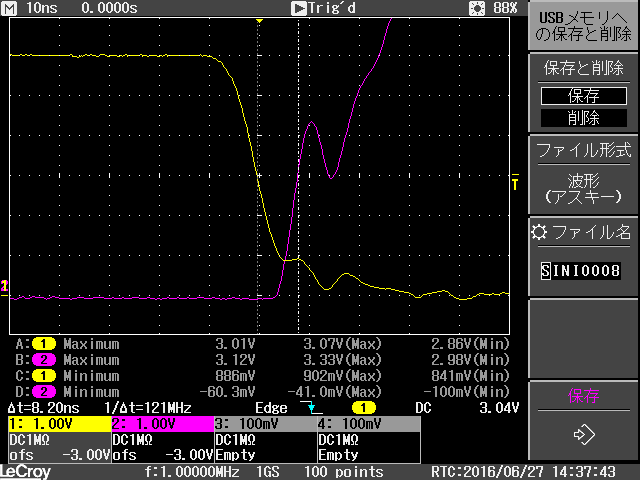 M 10ns 0.0000s Trig'd 88%
USBメモリへ
の保存と削除
保存と削除
保存
削除
ファイル形式
波形
(アスキー)
ファイル名
SINI0008
保存
T
1
A: 1 Maximum 3.01V 3.07V(Max) 2.86V(Min)
B: 2 Maximum 3.12V 3.33V(Max) 2.98V(Min)
C: 1 Minimum 886mV 902mV(Max) 841mV(Min)
D: 2 Minimum -60.3mV -41.0mV(Max) -100mV(Min)
Δt=8.20ns 1/Δt=121MHz Edge 1 DC 3.04V
1: 1.00V 2: 1.00V 3: 100mV 4: 100mV
DC1MΩ DC1MΩ DC1MΩ DC1MΩ
ofs -3.00V ofs -3.00V Empty Empty
LeCroy f:1.00000MHz 1GS 100 points RTC:2016/06/27 14:37:43